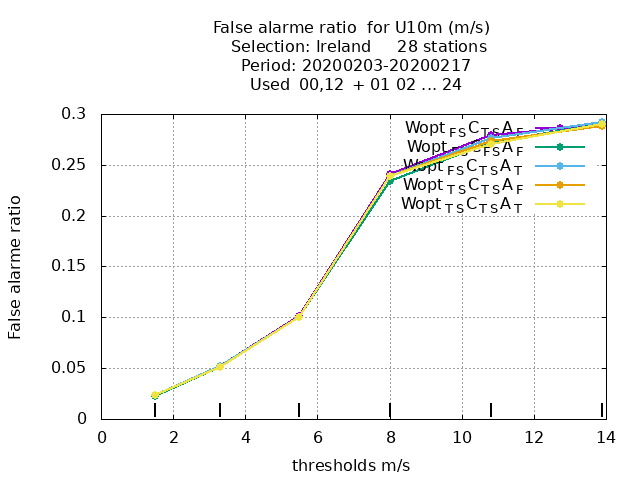 False alarme ratio  for U10m (m/s)
Selection: Ireland     28 stations
Period: 20200203-20200217
Used  00,12  + 01 02 ... 24
False alarme ratio
0.3
0.25
0.2
0.15
0.1
0.05
0
0 2 4 6 8 10 12 14
thresholds m/s
Wopt FS C TS A F
Wopt FS C FS A F
Wopt FS C TS A T
Wopt TS C TS A F
Wopt TS C TS A T